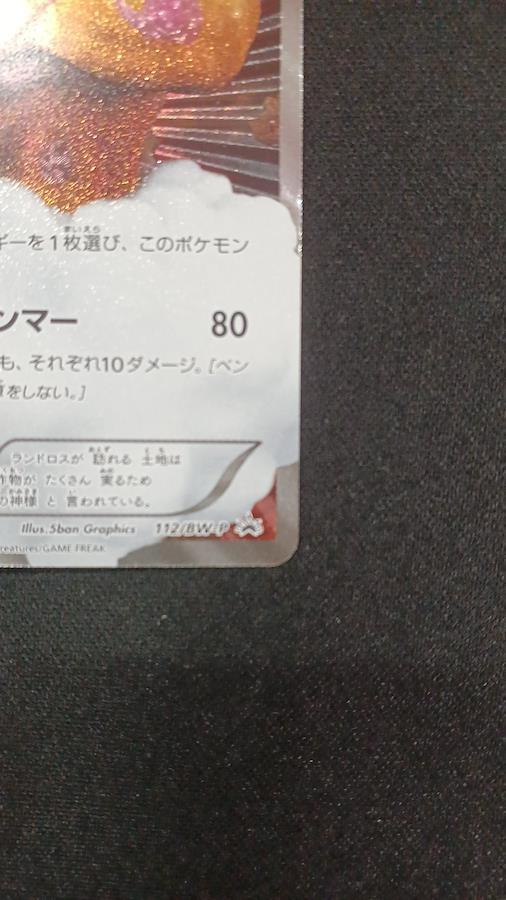 ギーを1枚選び、このポケモン
ンマー 80
も、それぞれ10ダメージ。[ベン
をしない。]
ランドロスが 訪れる 土地は
作物が たくさん 実るため
の神様 と 言われている。
Illus.5ban Graphics 112/BW-P
reatures/GAME FREAK